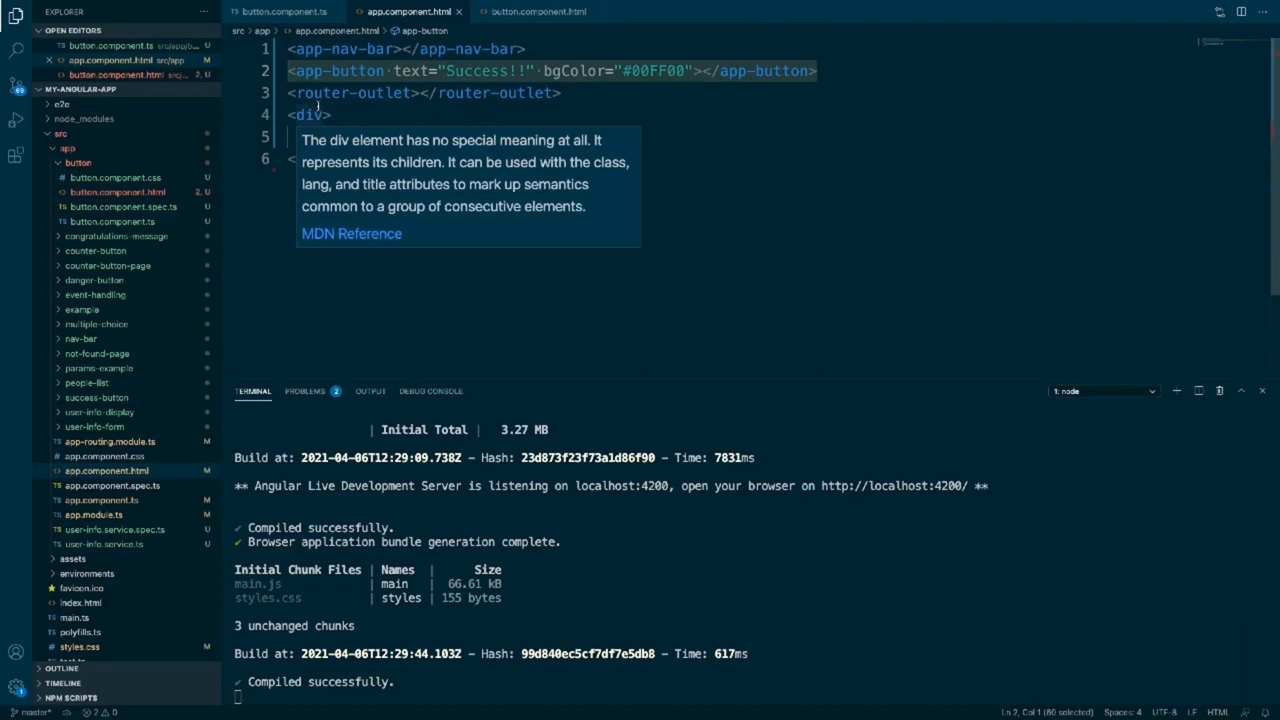 EXPLORER
OPEN EDITORS
button.component.ts src/app/b... U
app.component.html src/app M
button.component.html 2, U
MY-ANGULAR-APP
e2e
node_modules
src
app
button
button.component.css U
button.component.html 2, U
button.component.spec.ts U
button.component.ts U
congratulations-message
counter-button
counter-button-page
danger-button
event-handling
example
multiple-choice
nav-bar
not-found-page
params-example
people-list
success-button
user-info-display
user-info-form
app-routing.module.ts M
app.component.css
app.component.html M
app.component.spec.ts
app.component.ts M
app.module.ts M
user-info.service.spec.ts U
user-info.service.ts U
assets
environments
favicon.ico
index.html
main.ts
polyfills.ts
styles.css M
OUTLINE
TIMELINE
NPM SCRIPTS
69
1
button.component.ts
app.component.html
button.component.html
src > app > app.component.html > app-button
1 <app-nav-bar></app-nav-bar>
2 <app-button text="Success!!" bgColor="#00FF00"></app-button>
3 <router-outlet></router-outlet>
4 <div>
5
6 <
The div element has no special meaning at all. It
represents its children. It can be used with the class,
lang, and title attributes to mark up semantics
common to a group of consecutive elements.
MDN Reference
TERMINAL PROBLEMS 2 OUTPUT DEBUG CONSOLE 1: node
| Initial Total | 3.27 MB
Build at: 2021-04-06T12:29:09.738Z - Hash: 23d873f23f73a1d86f90 - Time: 7831ms
** Angular Live Development Server is listening on localhost:4200, open your browser on http://localhost:4200/ **
✓ Compiled successfully.
✓ Browser application bundle generation complete.
Initial Chunk Files | Names | Size
main.js | main | 66.61 kB
styles.css | styles | 155 bytes
3 unchanged chunks
Build at: 2021-04-06T12:29:44.103Z - Hash: 99d840ec5cf7df7e5db8 - Time: 617ms
✓ Compiled successfully.
master* 2 0 Ln 2, Col 1 (60 selected) Spaces: 4 UTF-8 LF HTML